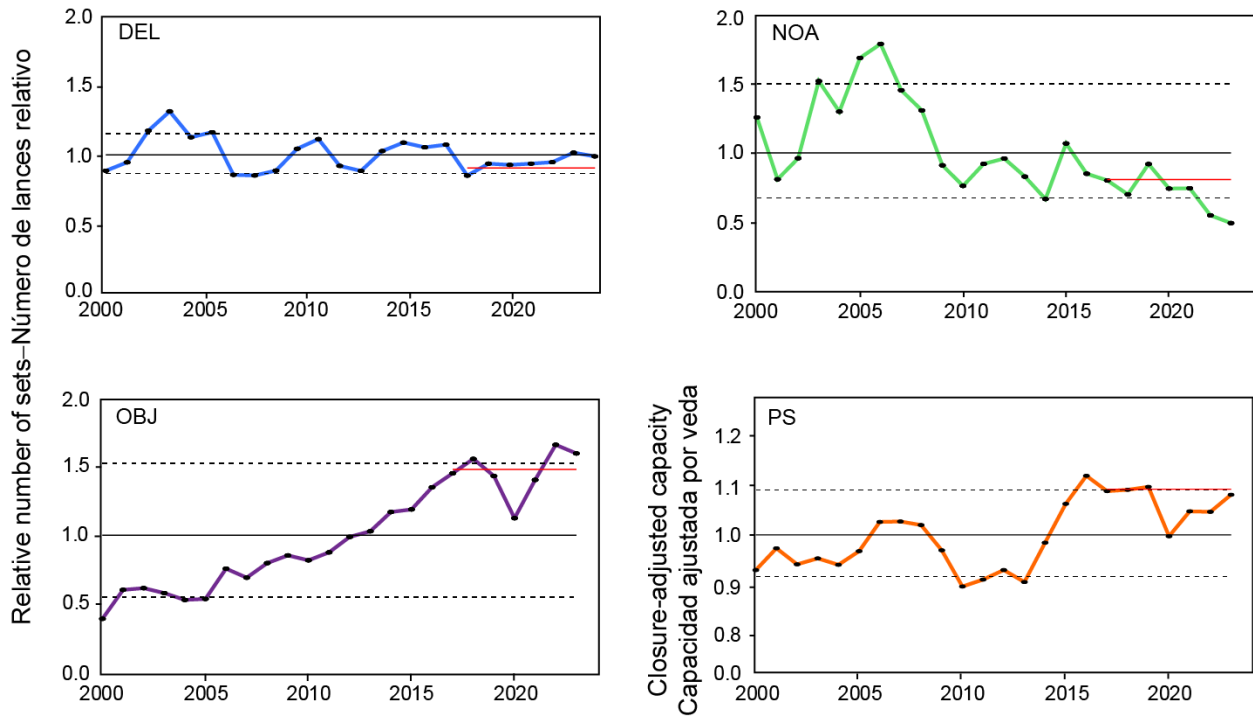 Relative number of sets–Número de lances relativo
DEL
2.0
1.5
1.0
0.5
0.0
2000 2005 2010 2015 2020
NOA
2.0
1.5
1.0
0.5
0.0
2000 2005 2010 2015 2020
OBJ
2.0
1.5
1.0
0.5
0.0
2000 2005 2010 2015 2020
Closure-adjusted capacity
Capacidad ajustada por veda
PS
1.2
1.1
1.0
0.9
0.8
0.0
2000 2005 2010 2015 2020